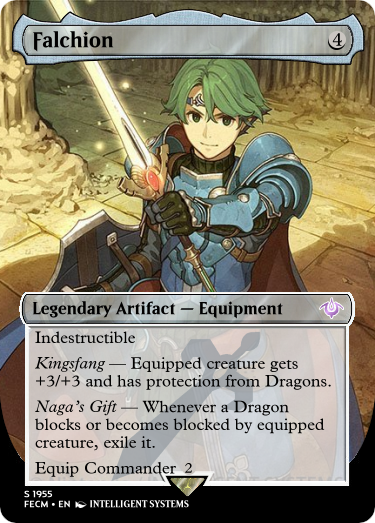 Falchion 4
Legendary Artifact — Equipment
Indestructible
Kingsfang — Equipped creature gets
+3/+3 and has protection from Dragons.
Naga's Gift — Whenever a Dragon
blocks or becomes blocked by equipped
creature, exile it.
Equip Commander 2
S 1955
FECM • EN INTELLIGENT SYSTEMS